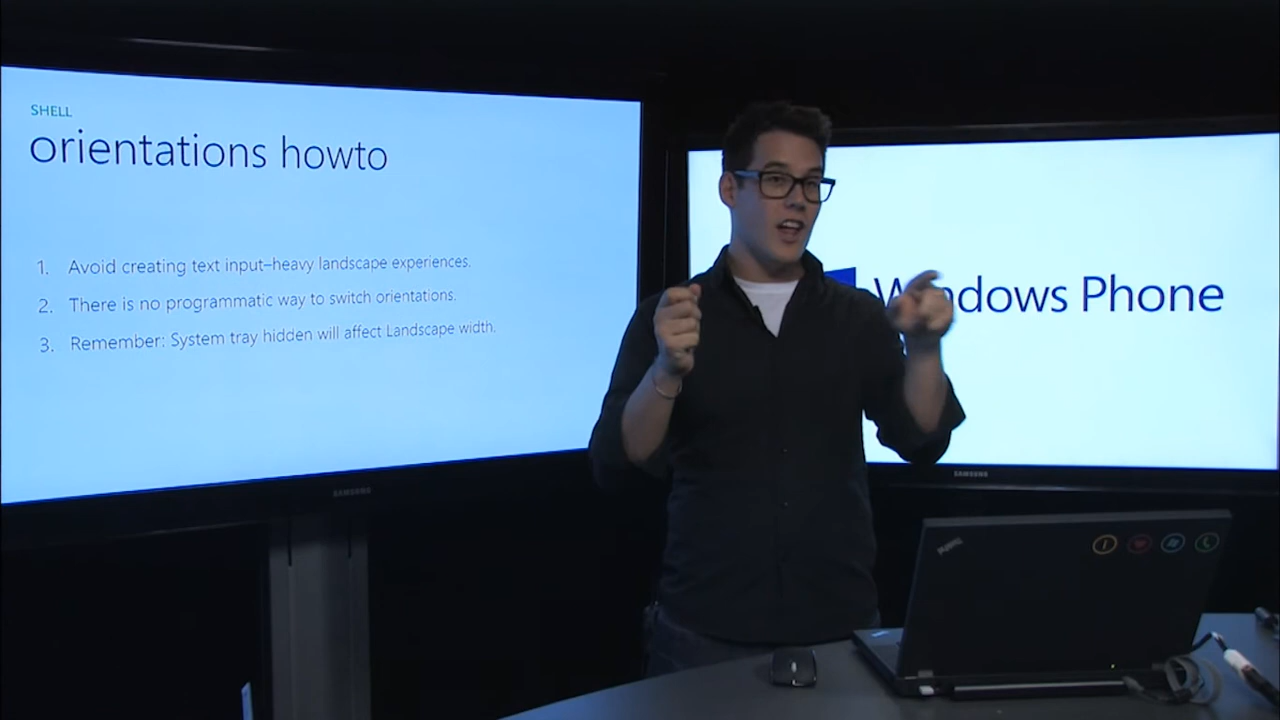 SHELL
orientations howto
1. Avoid creating text input–heavy landscape experiences.
2. There is no programmatic way to switch orientations.
3. Remember: System tray hidden will affect Landscape width.
Windows Phone
SAMSUNG
SAMSUNG
ThinkPad